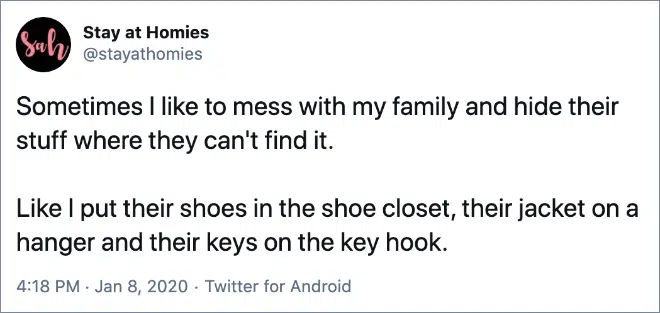 Sah
Stay at Homies
@stayathomies
Sometimes I like to mess with my family and hide their
stuff where they can't find it.
Like I put their shoes in the shoe closet, their jacket on a
hanger and their keys on the key hook.
4:18 PM · Jan 8, 2020 · Twitter for Android